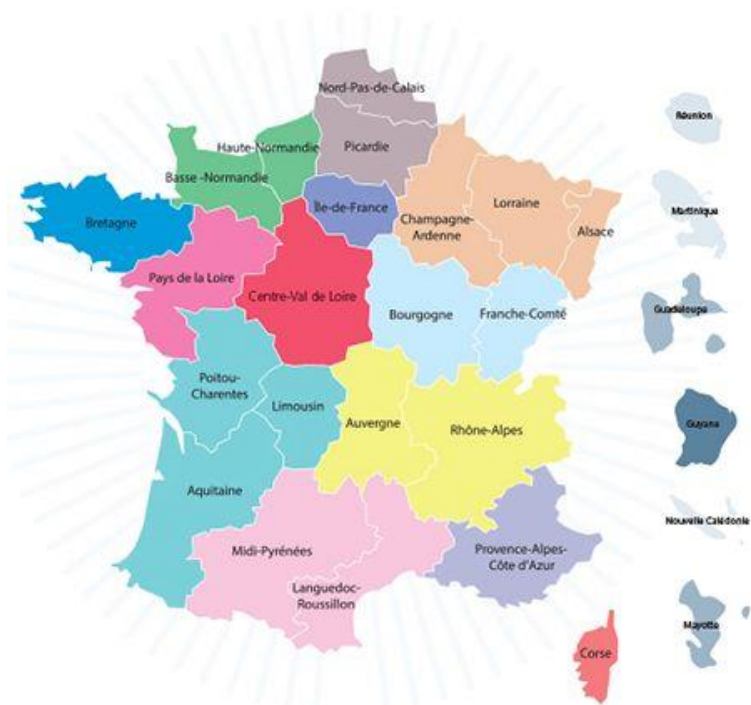 Nord-Pas-de-Calais
Haute-Normandie
Picardie
Basse -Normandie
Île-de-France
Champagne-
Ardenne
Lorraine
Alsace
Bretagne
Pays de la Loire
Centre-Val de Loire
Bourgogne
Franche-Comté
Poitou-
Charentes
Limousin
Auvergne
Rhône-Alpes
Aquitaine
Midi-Pyrénées
Languedoc-
Roussillon
Provence-Alpes-
Côte d'Azur
Corse
Réunion
Martinique
Guadeloupe
Guyane
Nouvelle Calédonie
Mayotte